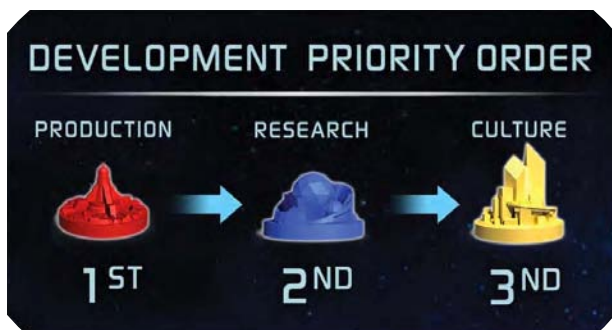 DEVELOPMENT PRIORITY ORDER
PRODUCTION RESEARCH CULTURE
1ST 2ND 3ND